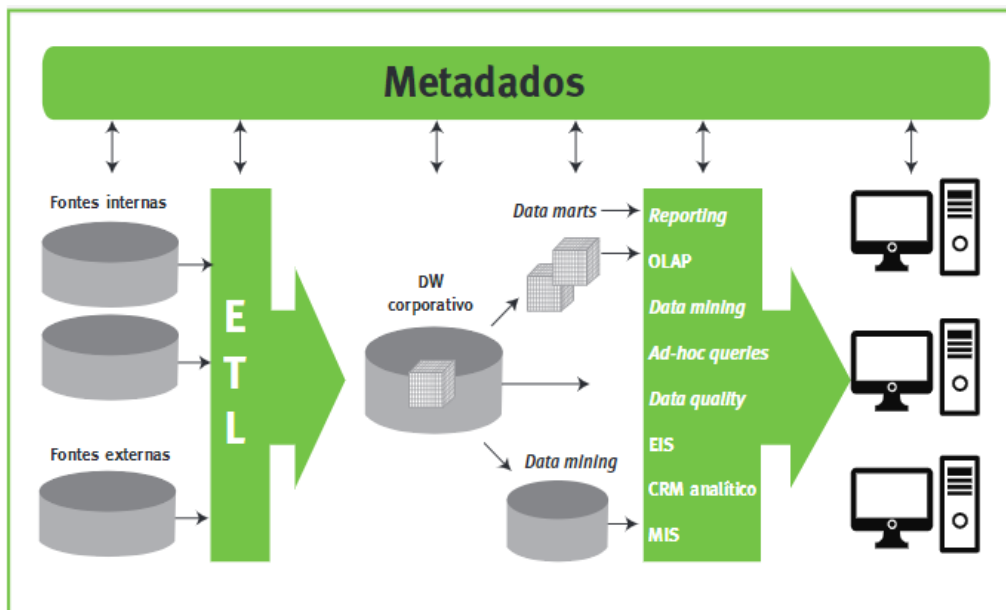 Metadados
Fontes internas
Fontes externas
E
T
L
DW
corporativo
Data marts
Data mining
Reporting
OLAP
Data mining
Ad-hoc queries
Data quality
EIS
CRM analítico
MIS